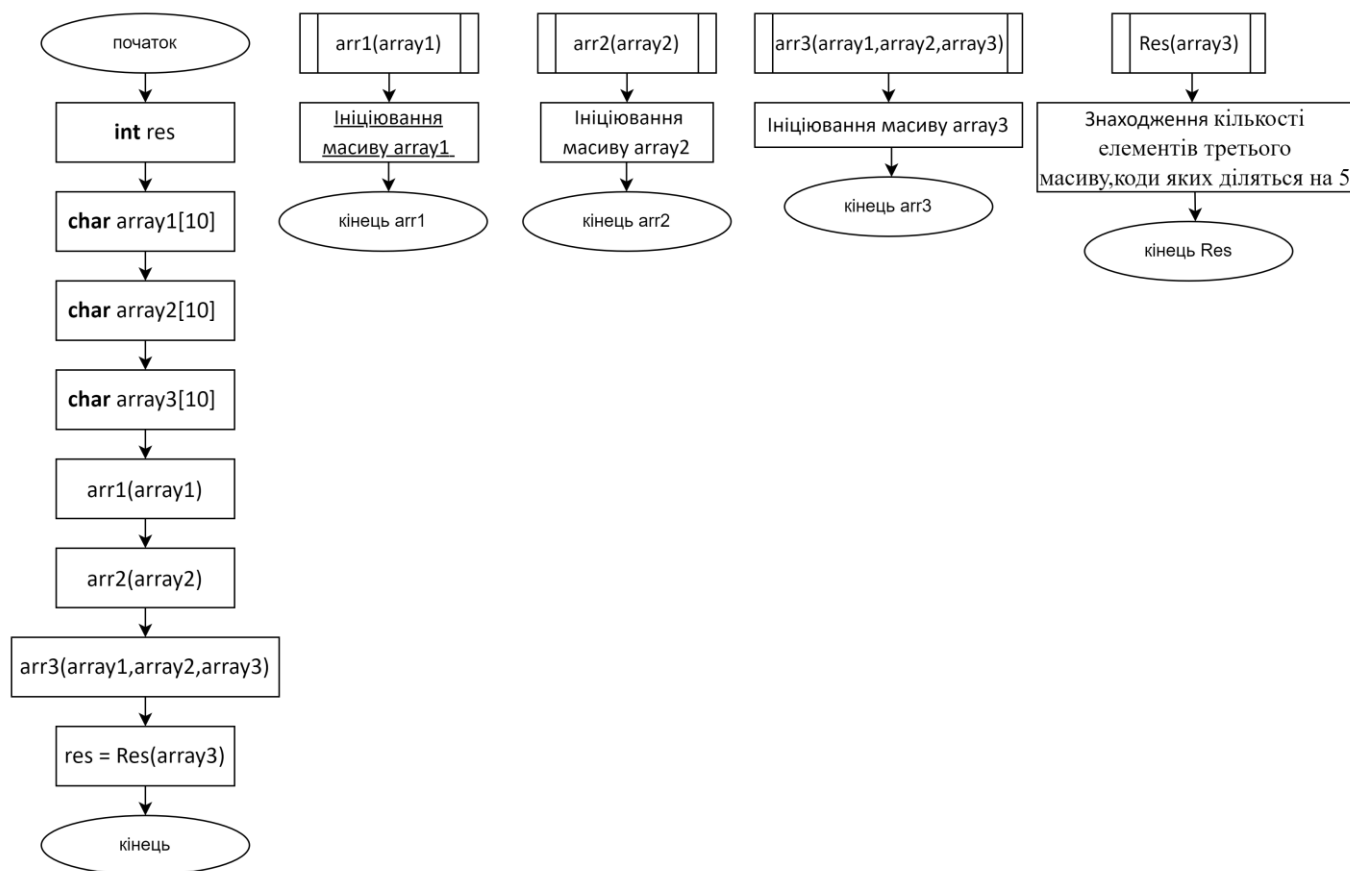 початок
int res
char array1[10]
char array2[10]
char array3[10]
arr1(array1)
arr2(array2)
arr3(array1,array2,array3)
res = Res(array3)
кінець
arr1(array1)
Ініціювання
масиву array1
кінець arr1
arr2(array2)
Ініціювання
масиву array2
кінець arr2
arr3(array1,array2,array3)
Ініціювання масиву array3
кінець arr3
Res(array3)
Знаходження кількості
елементів третього
масиву,коди яких діляться на 5
кінець Res